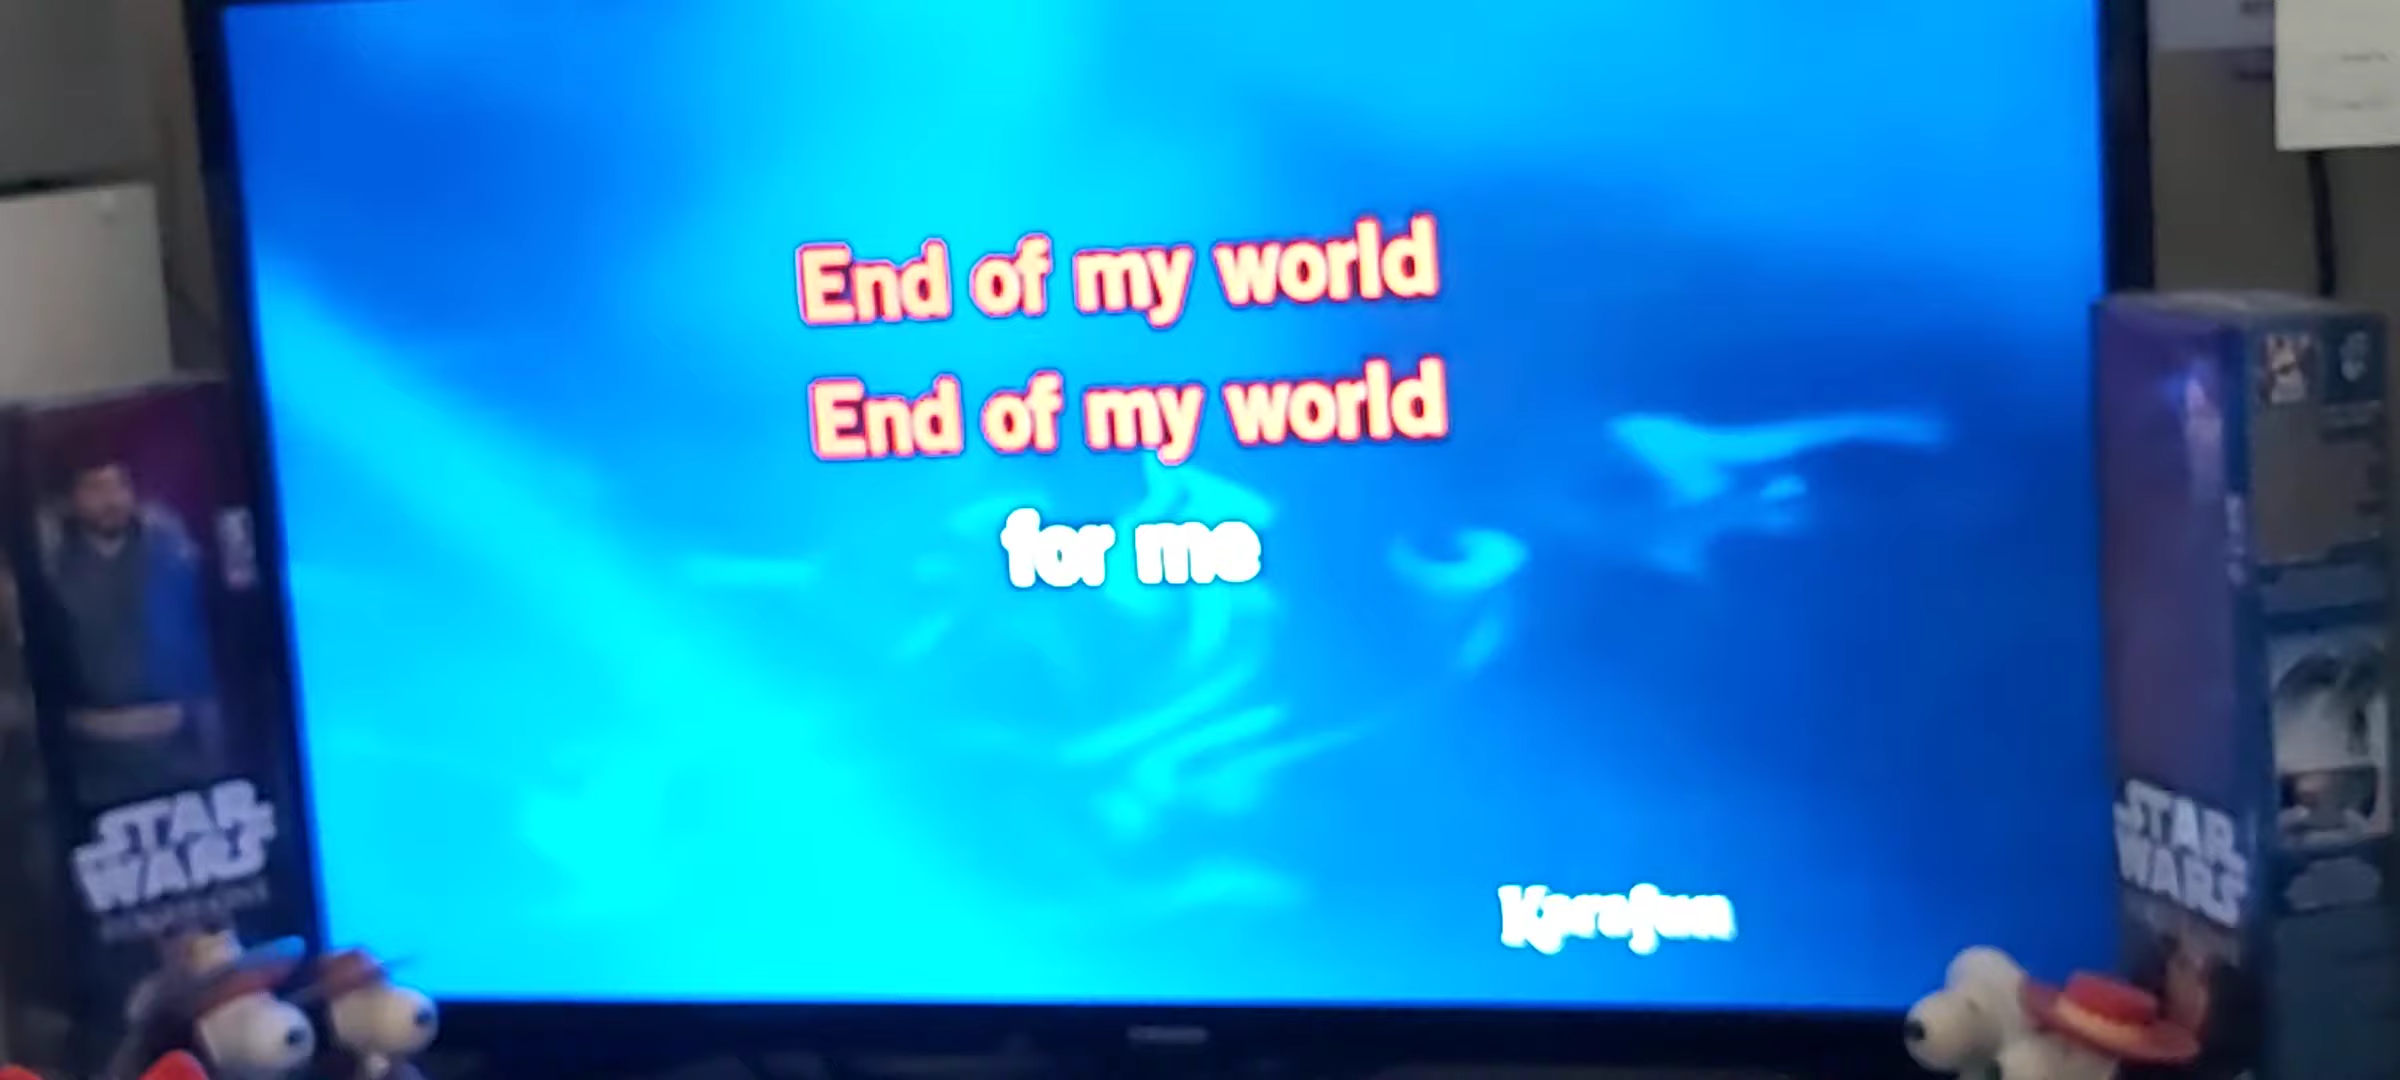 End of my world
End of my world
for me
KaraFun
STAR
WARS
STAR
WARS